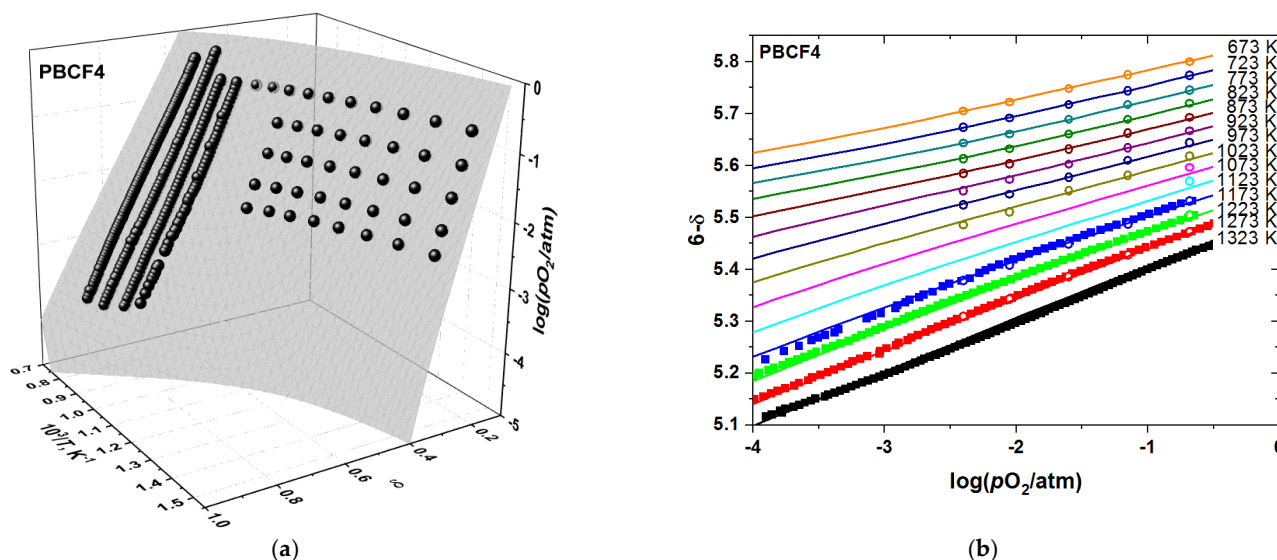 PBCF4
0
-1
-2
-3
-4
-5
log(pO2/atm)
0.7
0.8
0.9
1.0
1.1
1.2
1.3
1.4
1.5
10³/T, K⁻¹
1.0
0.8
0.6
0.4
0.2
δ
(a)
PBCF4
5.8
5.7
5.6
5.5
5.4
5.3
5.2
5.1
6-δ
673 K
723 K
773 K
823 K
873 K
923 K
973 K
1023 K
1073 K
1123 K
1173 K
1223 K
1273 K
1323 K
-4
-3
-2
-1
0
log(pO₂/atm)
(b)